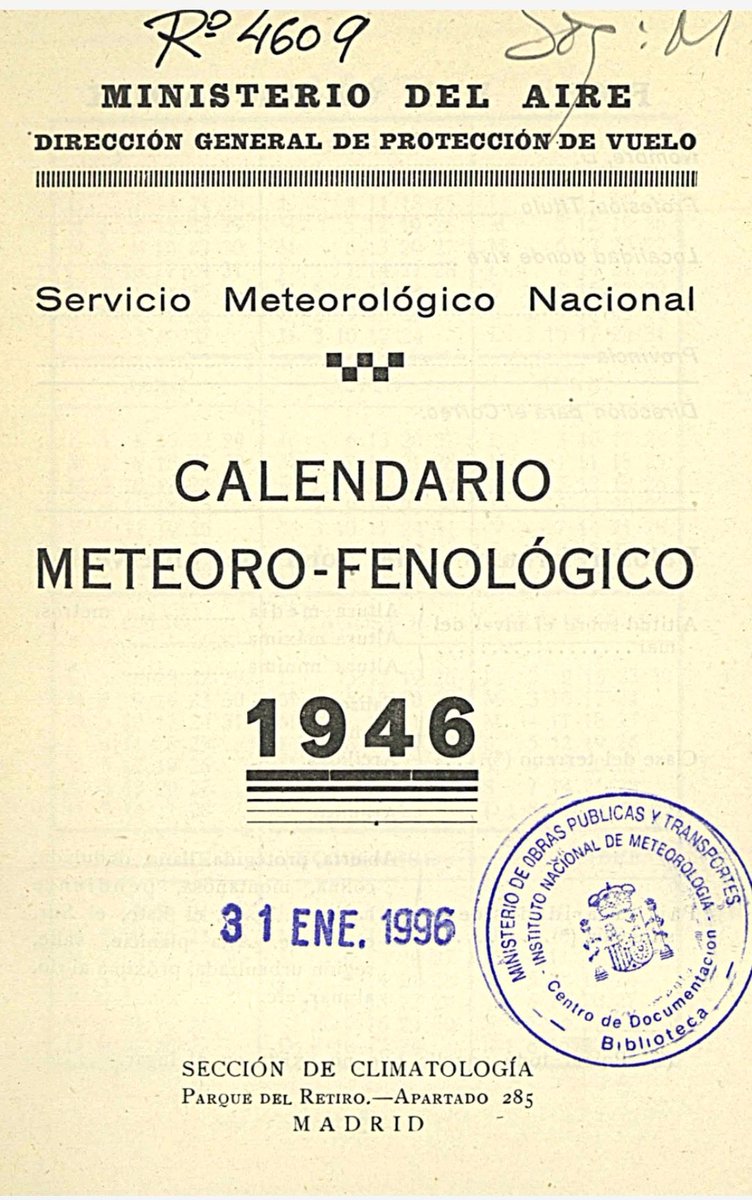 Rº 4609
MINISTERIO DEL AIRE
DIRECCIÓN GENERAL DE PROTECCIÓN DE VUELO
Servicio Meteorológico Nacional
CALENDARIO
METEORO-FENOLÓGICO
1946
31 ENE. 1996
MINISTERIO DE OBRAS PUBLICAS Y TRANSPORTES
INSTITUTO NACIONAL DE METEOROLOGIA
Centro de Documentación
Biblioteca
SECCIÓN DE CLIMATOLOGÍA
PARQUE DEL RETIRO.—APARTADO 285
MADRID